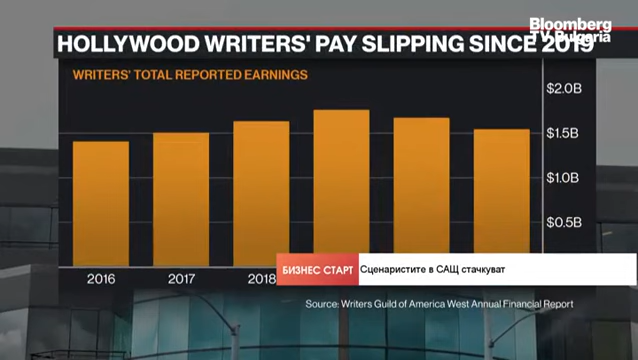 Bloomberg
TV Bulgaria
HOLLYWOOD WRITERS' PAY SLIPPING SINCE 2019
WRITERS' TOTAL REPORTED EARNINGS
$2.0B
$1.5B
$1.0B
$0.5B
2016 2017 2018
БИЗНЕС СТАРТ Сценаристите в САЩ стачкуват
Source: Writers Guild of America West Annual Financial Report